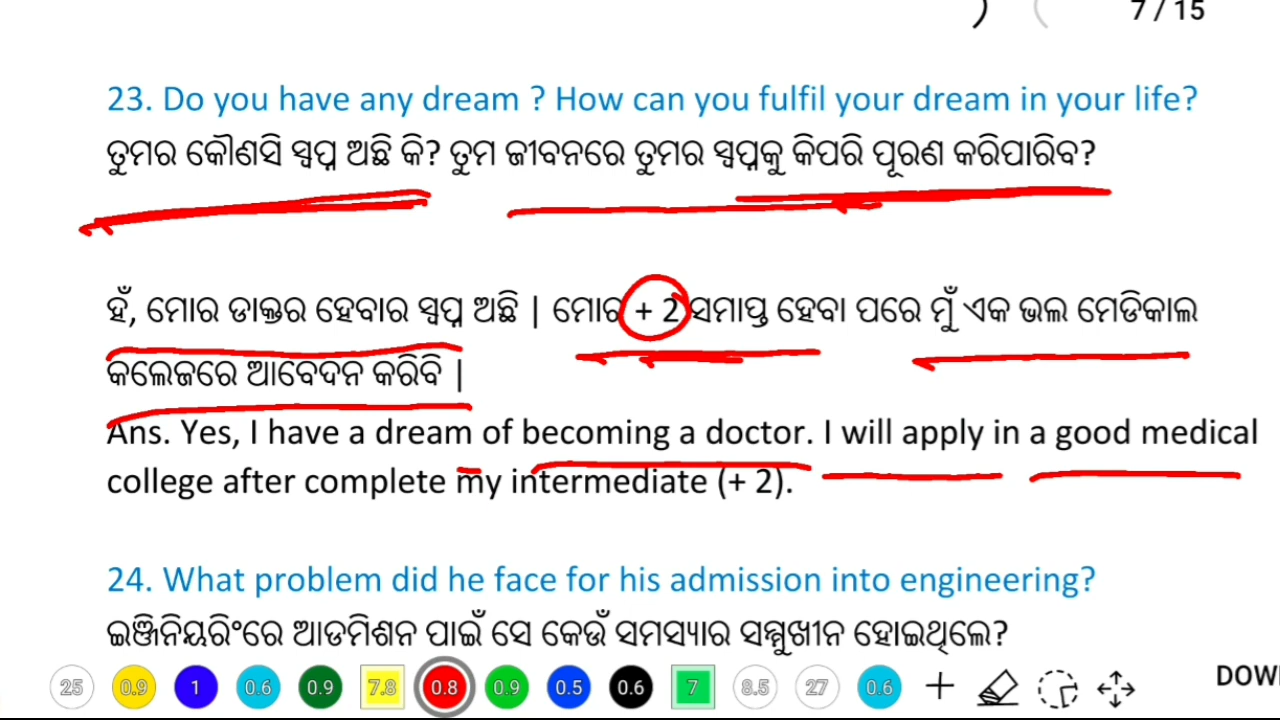 7 / 15
23. Do you have any dream ? How can you fulfil your dream in your life?
ତୁମର କୌଣସି ସ୍ୱପ୍ନ ଅଛି କି? ତୁମ ଜୀବନରେ ତୁମର ସ୍ୱପ୍ନକୁ କିପରି ପୂରଣ କରିପାରିବ?
ହଁ, ମୋର ଡାକ୍ତର ହେବାର ସ୍ୱପ୍ନ ଅଛି | ମୋର + 2 ସମାପ୍ତ ହେବା ପରେ ମୁଁ ଏକ ଭଲ ମେଡିକାଲ
କଲେଜରେ ଆବେଦନ କରିବି |
Ans. Yes, I have a dream of becoming a doctor. I will apply in a good medical
college after complete my intermediate (+ 2).
24. What problem did he face for his admission into engineering?
ଇଞ୍ଜିନିୟରିଂରେ ଆଡମିଶନ ପାଇଁ ସେ କେଉଁ ସମସ୍ୟାର ସମ୍ମୁଖୀନ ହୋଇଥିଲେ?
25 0.9 1 0.6 0.9 7.8 0.8 0.9 0.5 0.6 7 8.5 27 0.6